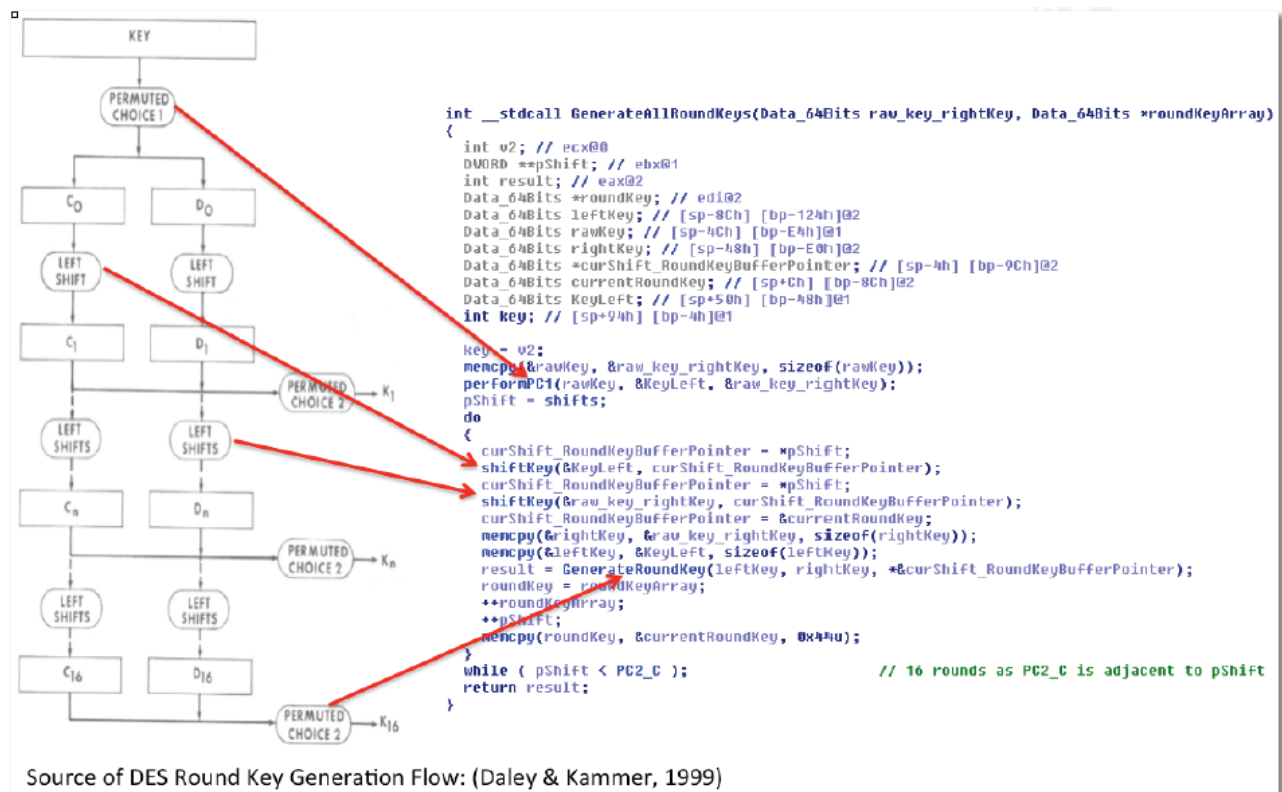 KEY
PERMUTED
CHOICE 1
C0
D0
LEFT
SHIFT
LEFT
SHIFT
C1
D1
PERMUTED
CHOICE 2
K1
LEFT
SHIFTS
LEFT
SHIFTS
Cn
Dn
PERMUTED
CHOICE 2
Kn
LEFT
SHIFTS
LEFT
SHIFTS
C16
D16
PERMUTED
CHOICE 2
K16
int __stdcall GenerateAllRoundKeys(Data_64Bits raw_key_rightKey, Data_64Bits *roundKeyArray)
{
int v2; // ecx@0
DWORD **pShift; // ebx@1
int result; // eax@2
Data_64Bits *roundKey; // edi@2
Data_64Bits leftKey; // [sp-8Ch] [bp-124h]@2
Data_64Bits rawKey; // [sp-4Ch] [bp-E4h]@1
Data_64Bits rightKey; // [sp-48h] [bp-E0h]@2
Data_64Bits *curShift_RoundKeyBufferPointer; // [sp-4h] [bp-9Ch]@2
Data_64Bits currentRoundKey; // [sp+Ch] [bp-8Ch]@2
Data_64Bits KeyLeft; // [sp+50h] [bp-48h]@1
int key; // [sp+94h] [bp-4h]@1
key = v2;
memcpy(&rawKey, &raw_key_rightKey, sizeof(rawKey));
performPC1(rawKey, &KeyLeft, &raw_key_rightKey);
pShift = shifts;
do
{
curShift_RoundKeyBufferPointer = *pShift;
shiftKey(&KeyLeft, curShift_RoundKeyBufferPointer);
curShift_RoundKeyBufferPointer = *pShift;
shiftKey(&raw_key_rightKey, curShift_RoundKeyBufferPointer);
curShift_RoundKeyBufferPointer = &currentRoundKey;
memcpy(&rightKey, &raw_key_rightKey, sizeof(rightKey));
memcpy(&leftKey, &KeyLeft, sizeof(leftKey));
result = GenerateRoundKey(leftKey, rightKey, *&curShift_RoundKeyBufferPointer);
roundKey = roundKeyArray;
++roundKeyArray;
++pShift;
memcpy(roundKey, &currentRoundKey, 0x44u);
}
while ( pShift < PC2_C ); // 16 rounds as PC2_C is adjacent to pShift
return result;
}
Source of DES Round Key Generation Flow: (Daley & Kammer, 1999)